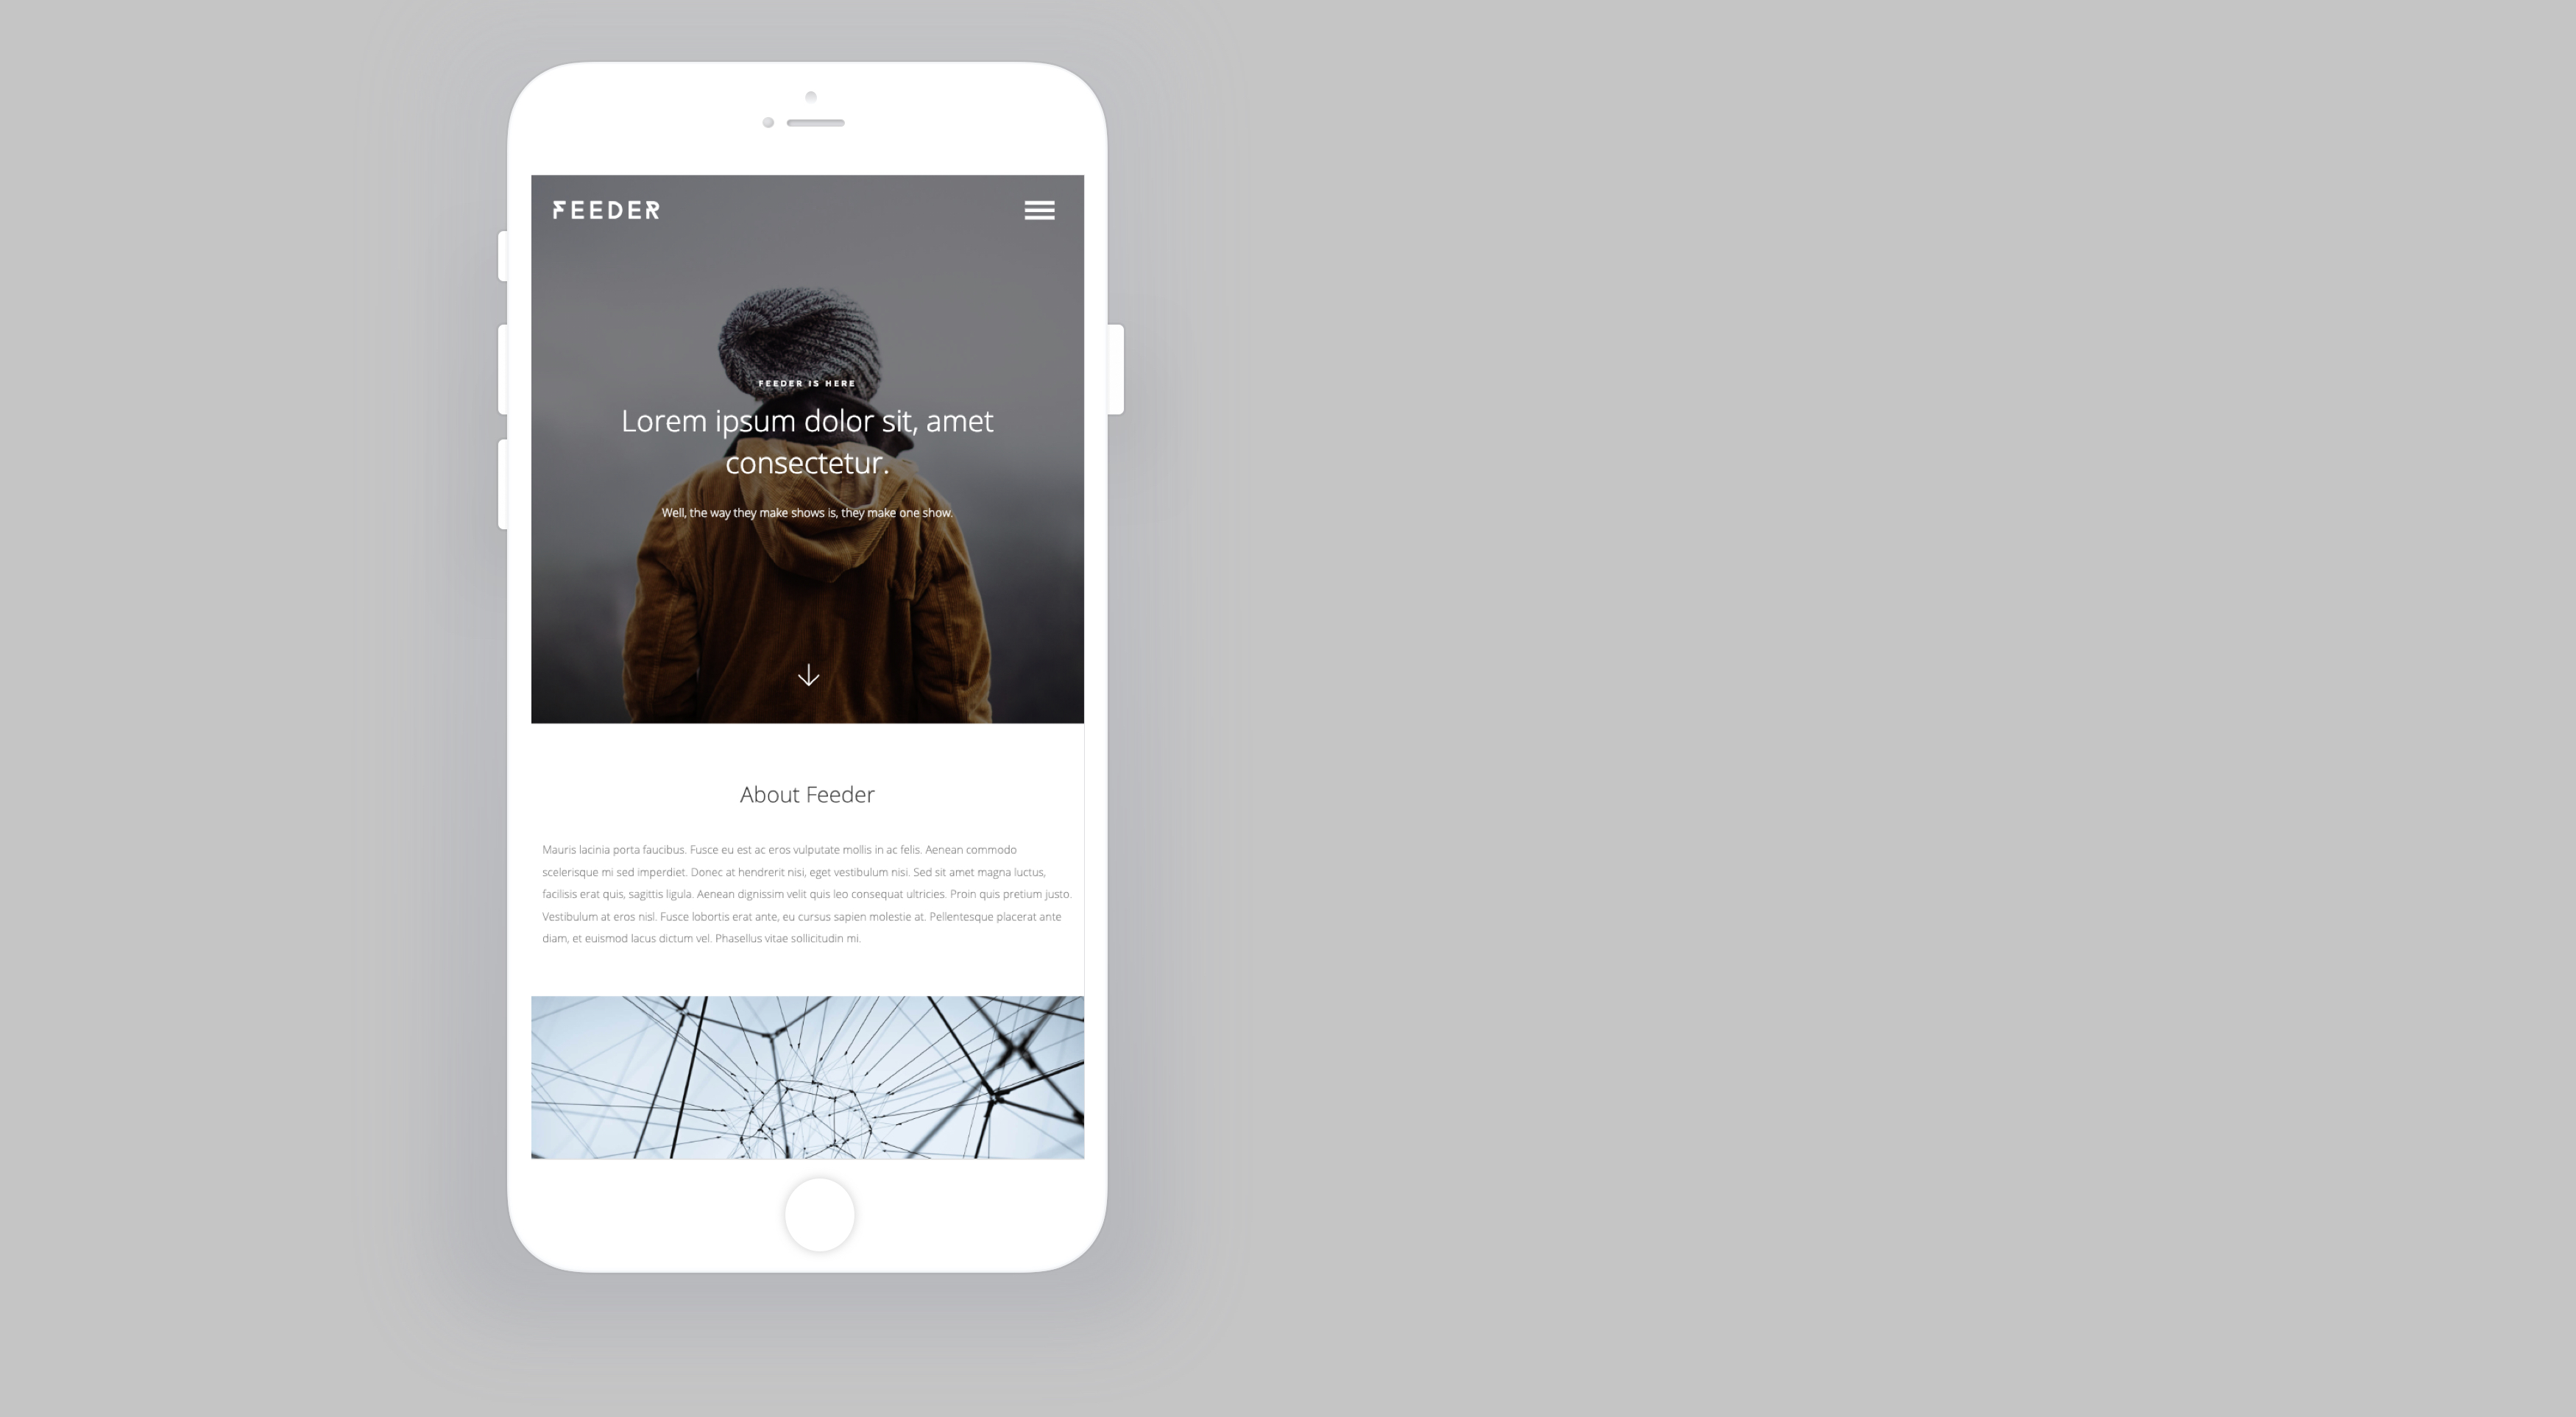 FEEDER
FEEDER IS HERE
Lorem ipsum dolor sit, amet
consectetur.
Well, the way they make shows is, they make one show.
About Feeder
Mauris lacinia porta faucibus. Fusce eu est ac eros vulputate mollis in ac felis. Aenean commodo
scelerisque mi sed imperdiet. Donec at hendrerit nisi, eget vestibulum nisi. Sed sit amet magna luctus,
facilisis erat quis, sagittis ligula. Aenean dignissim velit quis leo consequat ultricies. Proin quis pretium justo.
Vestibulum at eros nisl. Fusce lobortis erat ante, eu cursus sapien molestie at. Pellentesque placerat ante
diam, et euismod lacus dictum vel. Phasellus vitae sollicitudin mi.